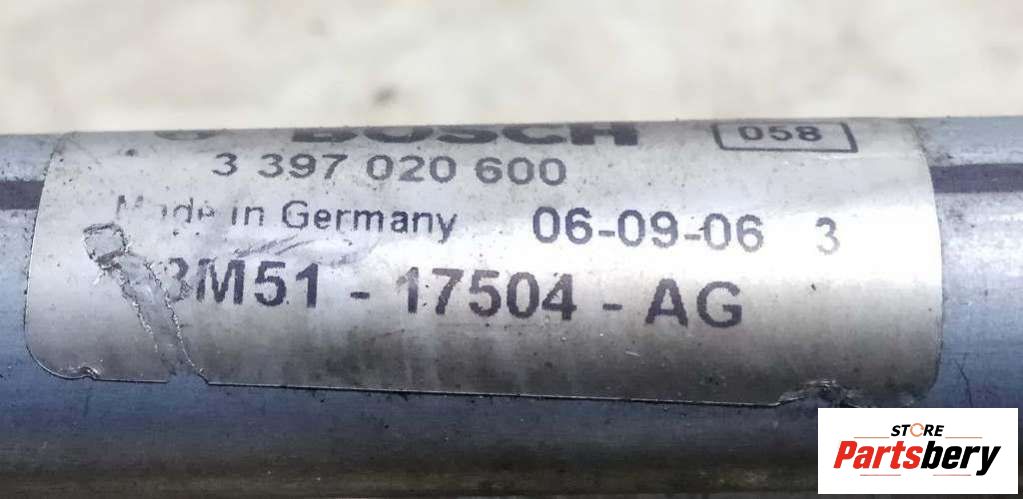 BOSCH 058
3 397 020 600
Made in Germany 06-09-06 3
3M51 - 17504 - AG
STORE
Partsbery